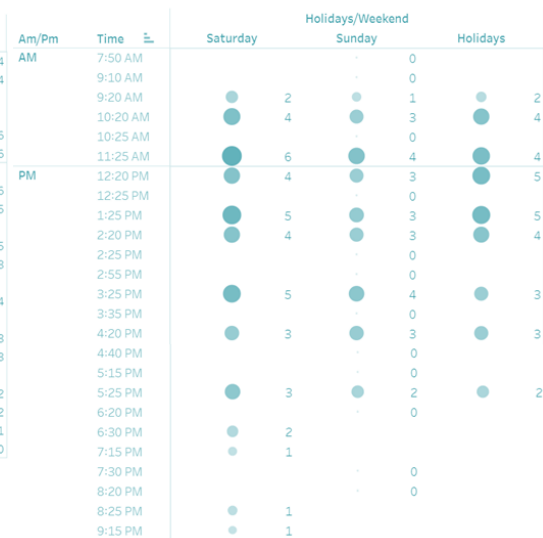 Holidays/Weekend
Am/Pm Time Saturday Sunday Holidays
AM 7:50 AM 0
9:10 AM 0
9:20 AM 2 1 2
10:20 AM 4 3 4
10:25 AM 0
11:25 AM 6 4 4
PM 12:20 PM 4 3 5
12:25 PM 0
1:25 PM 5 3 5
2:20 PM 4 3 4
2:25 PM 0
2:55 PM 0
3:25 PM 5 4 3
3:35 PM 0
4:20 PM 3 3 3
4:40 PM 0
5:15 PM 0
5:25 PM 3 2 2
6:20 PM 0
6:30 PM 2
7:15 PM 1
7:30 PM 0
8:20 PM 0
8:25 PM 1
9:15 PM 1